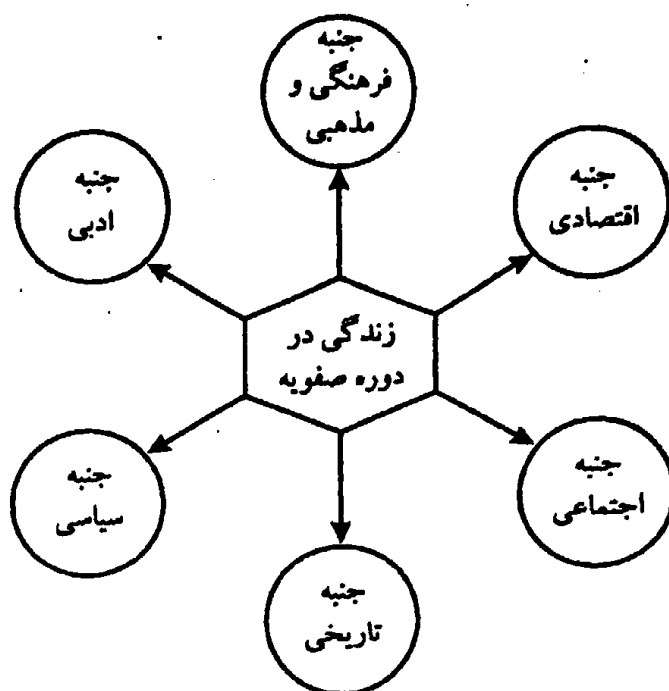 جنبه
فرهنگی و
مذهبی
جنبه
اقتصادی
جنبه
ادبی
زندگی در
دوره صفویه
جنبه
اجتماعی
جنبه
سیاسی
جنبه
تاریخی